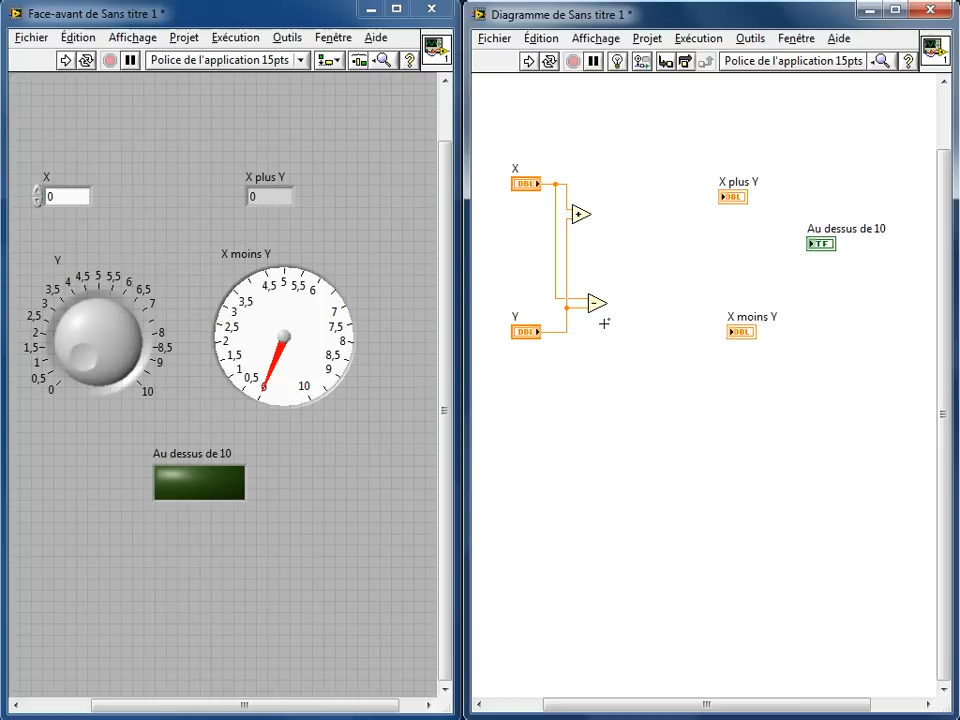 Face-avant de Sans titre 1 *
Fichier Édition Affichage Projet Exécution Outils Fenêtre Aide
Police de l'application 15pts
1
X
0
X plus Y
0
Y
0
0,5
1
1,5
2
2,5
3
3,5
4
4,5
5
5,5
6
6,5
7
8
8,5
9
10
X moins Y
0
0,5
1
1,5
2
2,5
3,5
4,5
5
5,5
6
7
7,5
8
8,5
9
10
Au dessus de 10
Diagramme de Sans titre 1 *
Fichier Édition Affichage Projet Exécution Outils Fenêtre Aide
Police de l'application 15pts
1
X
DBL
+
X plus Y
DBL
Au dessus de 10
TF
-
Y
DBL
X moins Y
DBL